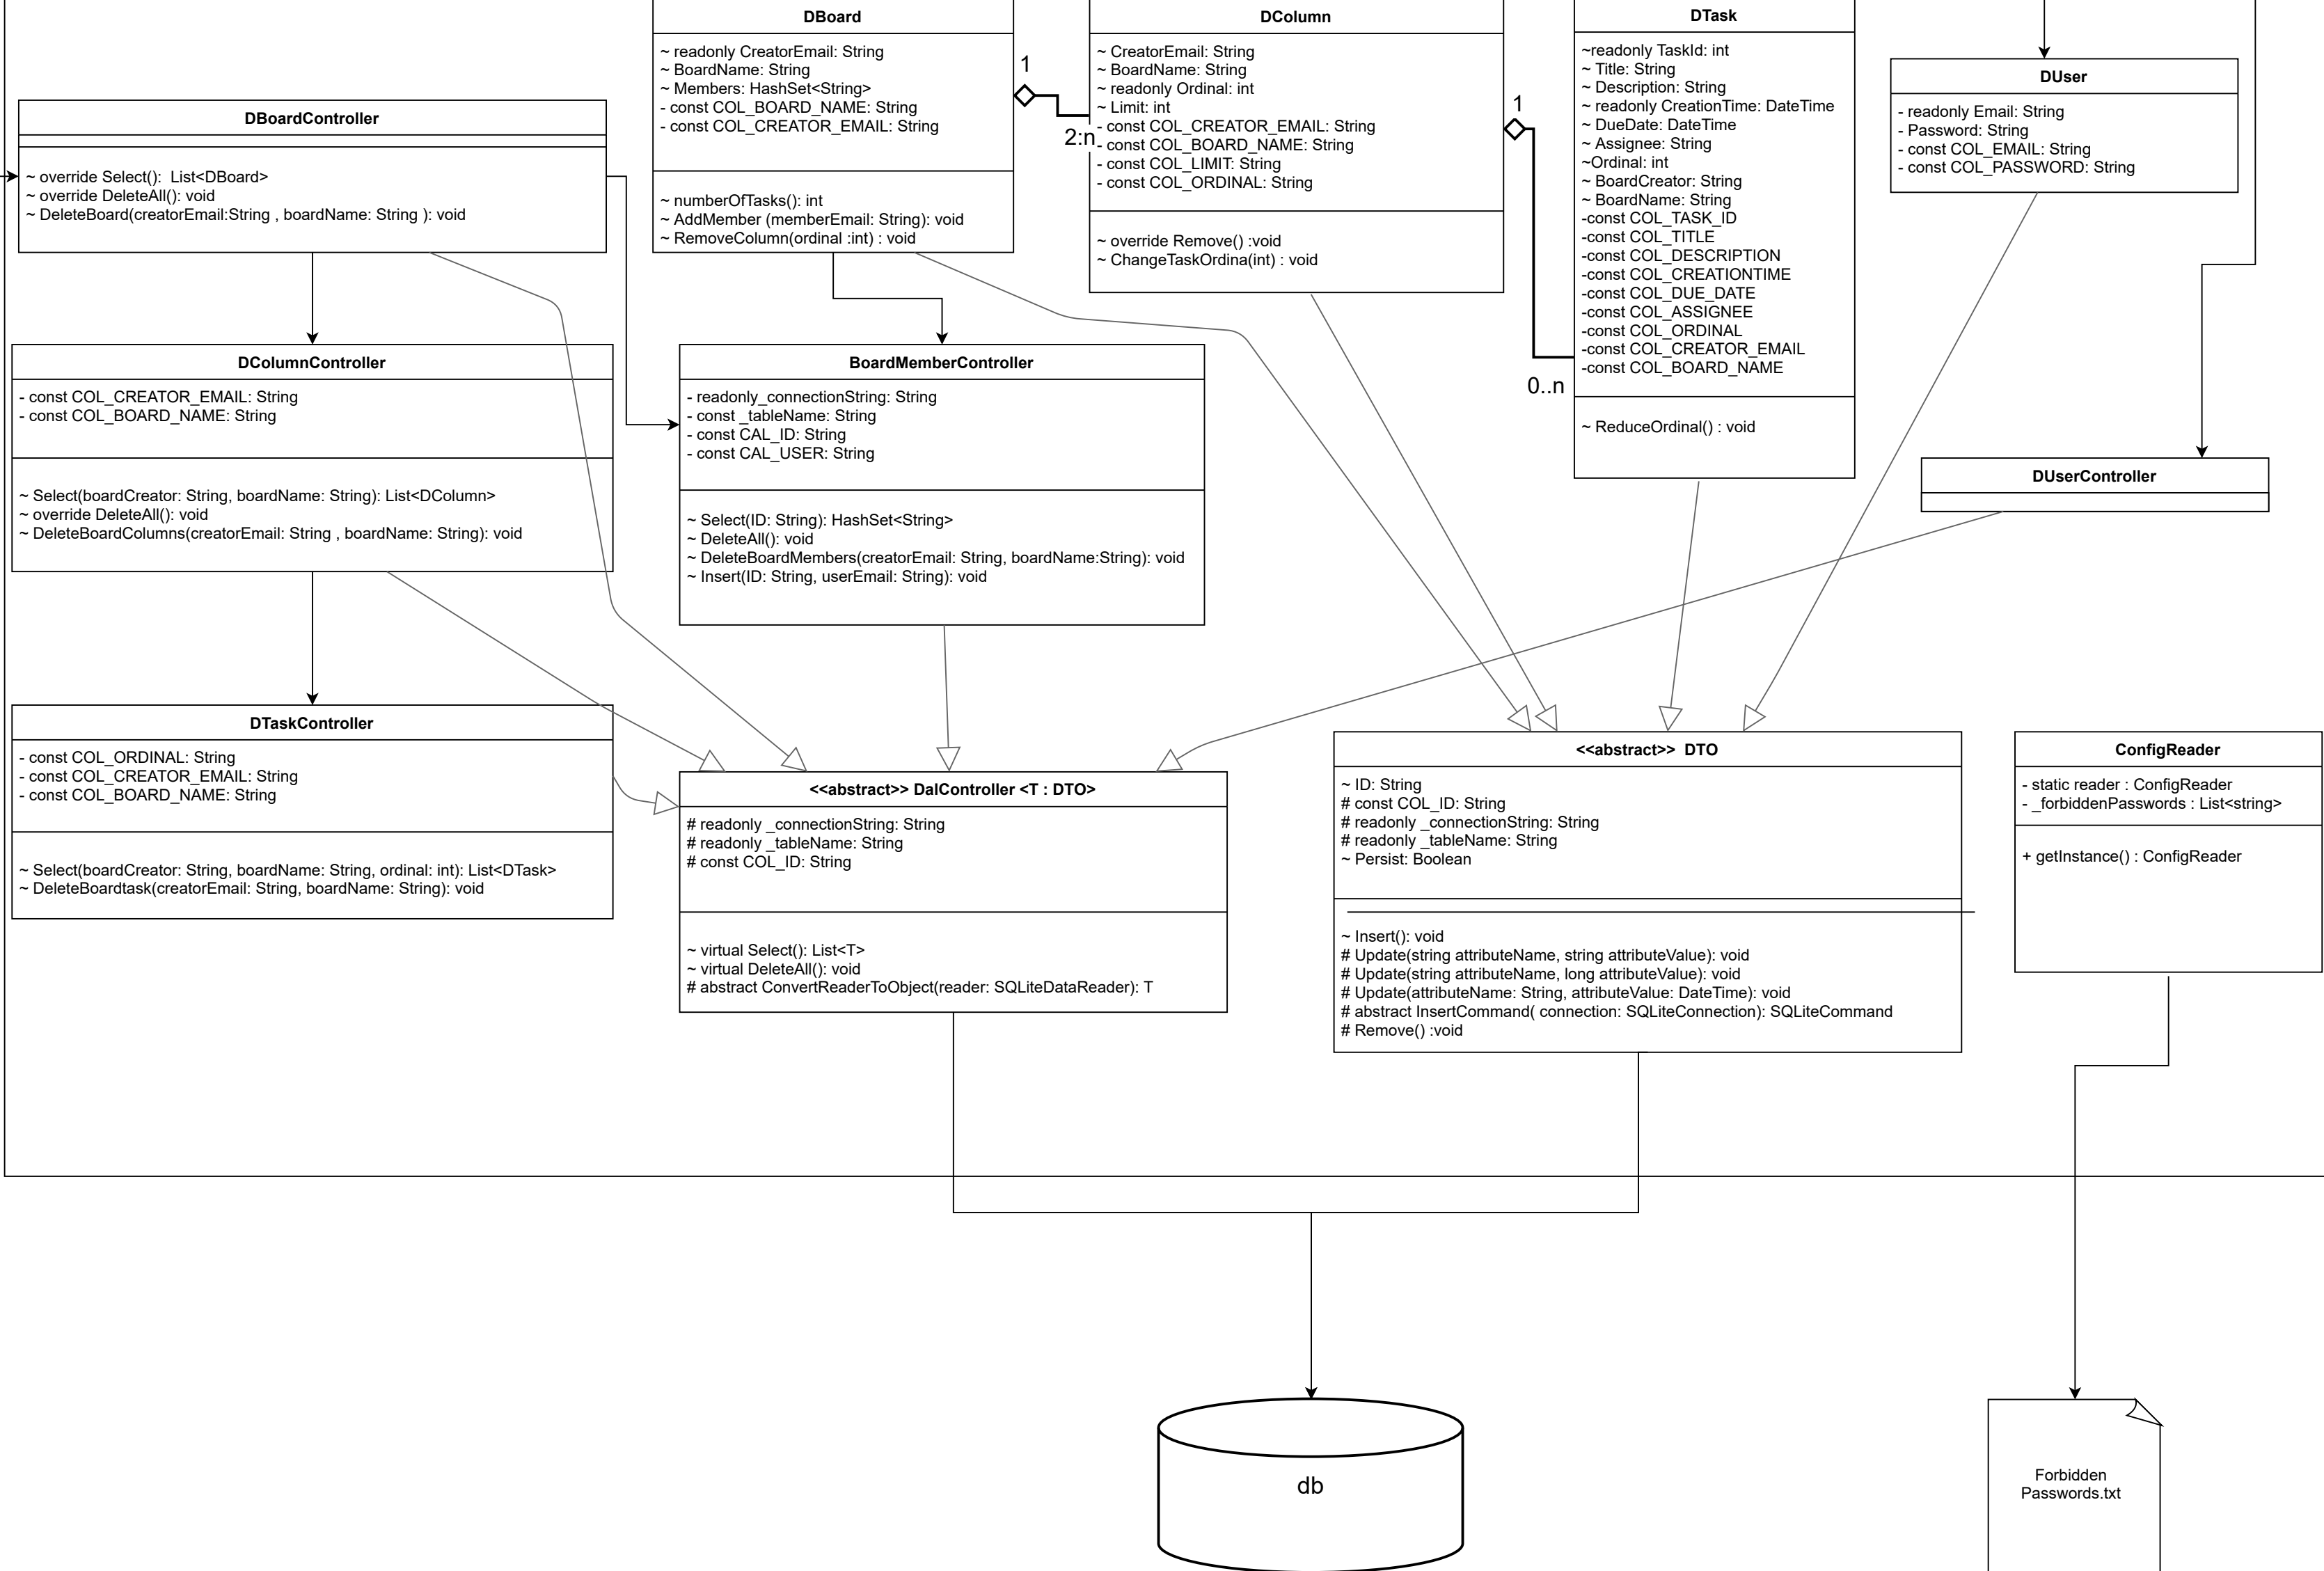 DBoard
~ readonly CreatorEmail: String
~ BoardName: String
~ Members: HashSet<String>
- const COL_BOARD_NAME: String
- const COL_CREATOR_EMAIL: String
~ numberOfTasks(): int
~ AddMember (memberEmail: String): void
~ RemoveColumn(ordinal :int) : void
1
2:n
DColumn
~ CreatorEmail: String
~ BoardName: String
~ readonly Ordinal: int
~ Limit: int
- const COL_CREATOR_EMAIL: String
- const COL_BOARD_NAME: String
- const COL_LIMIT: String
- const COL_ORDINAL: String
~ override Remove() :void
~ ChangeTaskOrdina(int) : void
1
0..n
DTask
~readonly TaskId: int
~ Title: String
~ Description: String
~ readonly CreationTime: DateTime
~ DueDate: DateTime
~ Assignee: String
~Ordinal: int
~ BoardCreator: String
~ BoardName: String
-const COL_TASK_ID
-const COL_TITLE
-const COL_DESCRIPTION
-const COL_CREATIONTIME
-const COL_DUE_DATE
-const COL_ASSIGNEE
-const COL_ORDINAL
-const COL_CREATOR_EMAIL
-const COL_BOARD_NAME
~ ReduceOrdinal() : void
DUser
- readonly Email: String
- Password: String
- const COL_EMAIL: String
- const COL_PASSWORD: String
DBoardController
~ override Select():  List<DBoard>
~ override DeleteAll(): void
~ DeleteBoard(creatorEmail:String , boardName: String ): void
DColumnController
- const COL_CREATOR_EMAIL: String
- const COL_BOARD_NAME: String
~ Select(boardCreator: String, boardName: String): List<DColumn>
~ override DeleteAll(): void
~ DeleteBoardColumns(creatorEmail: String , boardName: String): void
BoardMemberController
- readonly_connectionString: String
- const _tableName: String
- const CAL_ID: String
- const CAL_USER: String
~ Select(ID: String): HashSet<String>
~ DeleteAll(): void
~ DeleteBoardMembers(creatorEmail: String, boardName:String): void
~ Insert(ID: String, userEmail: String): void
DUserController
DTaskController
- const COL_ORDINAL: String
- const COL_CREATOR_EMAIL: String
- const COL_BOARD_NAME: String
~ Select(boardCreator: String, boardName: String, ordinal: int): List<DTask>
~ DeleteBoardtask(creatorEmail: String, boardName: String): void
<<abstract>> DalController <T : DTO>
# readonly _connectionString: String
# readonly _tableName: String
# const COL_ID: String
~ virtual Select(): List<T>
~ virtual DeleteAll(): void
# abstract ConvertReaderToObject(reader: SQLiteDataReader): T
<<abstract>>  DTO
~ ID: String
# const COL_ID: String
# readonly _connectionString: String
# readonly _tableName: String
~ Persist: Boolean
~ Insert(): void
# Update(string attributeName, string attributeValue): void
# Update(string attributeName, long attributeValue): void
# Update(attributeName: String, attributeValue: DateTime): void
# abstract InsertCommand( connection: SQLiteConnection): SQLiteCommand
# Remove() :void
ConfigReader
- static reader : ConfigReader
- _forbiddenPasswords : List<string>
+ getInstance() : ConfigReader
db
Forbidden
Passwords.txt